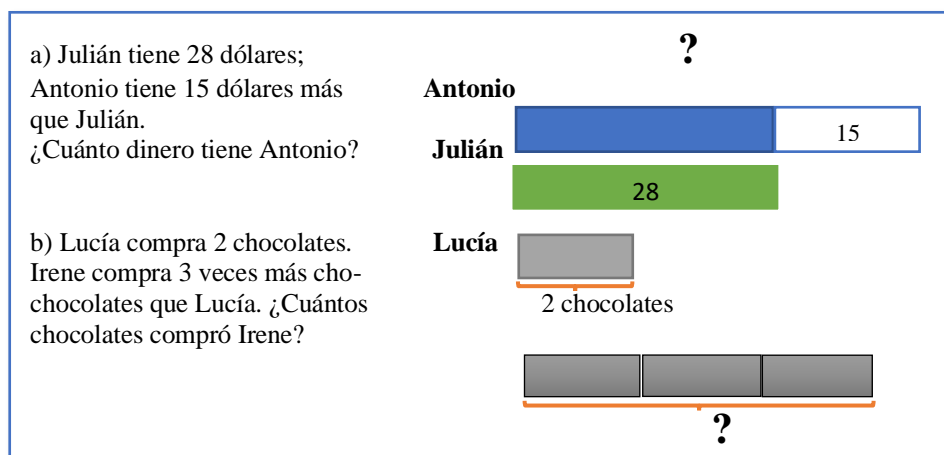 a) Julián tiene 28 dólares;
Antonio tiene 15 dólares más
que Julián.
¿Cuánto dinero tiene Antonio?
?
Antonio
15
Julián
28
b) Lucía compra 2 chocolates.
Irene compra 3 veces más cho-
chocolates que Lucía. ¿Cuántos
chocolates compró Irene?
Lucía
2 chocolates
?